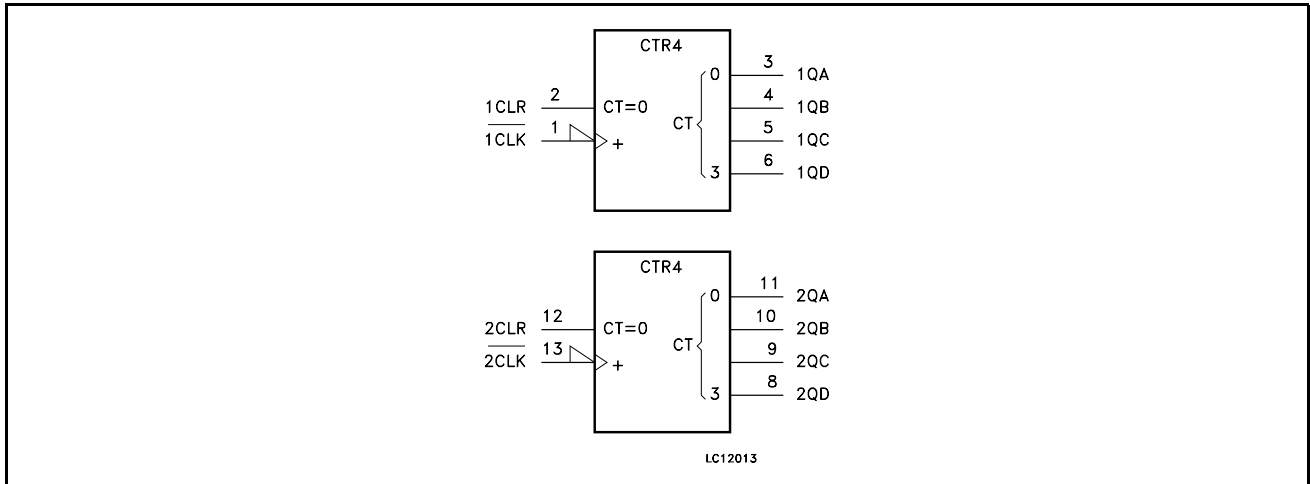 CTR4
0 3 1QA
1CLR 2 CT=0 4 1QB
CT
1CLK 1 + 5 1QC
3 6 1QD
CTR4
0 11 2QA
2CLR 12 CT=0 10 2QB
CT
2CLK 13 + 9 2QC
3 8 2QD
LC12013